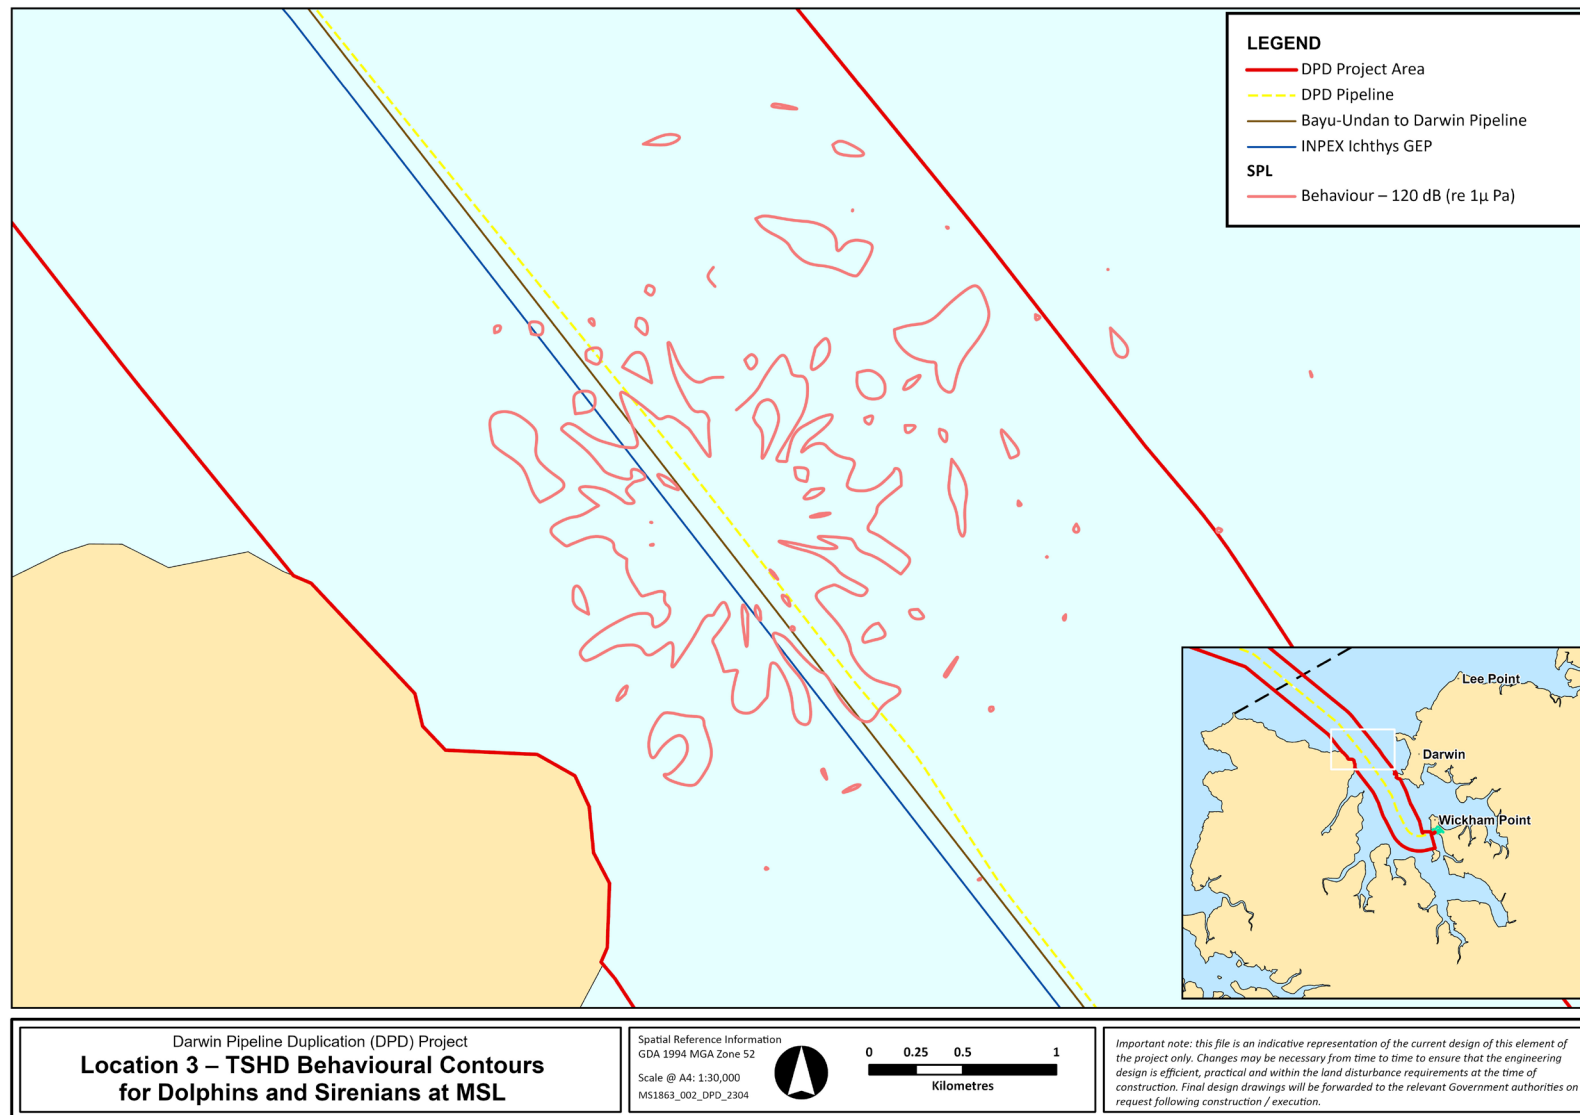 LEGEND
DPD Project Area
DPD Pipeline
Bayu-Undan to Darwin Pipeline
INPEX Ichthys GEP
SPL
Behaviour – 120 dB (re 1µ Pa)
Lee Point
Darwin
Wickham Point
Darwin Pipeline Duplication (DPD) Project
Location 3 – TSHD Behavioural Contours
for Dolphins and Sirenians at MSL
Spatial Reference Information
GDA 1994 MGA Zone 52
Scale @ A4: 1:30,000
MS1863_002_DPD_2304
0 0.25 0.5 1
Kilometres
Important note: this file is an indicative representation of the current design of this element of
the project only. Changes may be necessary from time to time to ensure that the engineering
design is efficient, practical and within the land disturbance requirements at the time of
construction. Final design drawings will be forwarded to the relevant Government authorities on
request following construction / execution.